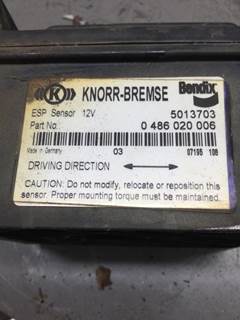 K KNORR-BREMSE Bendix
ESP Sensor 12V 5013703
Part No. 0 486 020 006
Made in Germany 03 07195 108
DRIVING DIRECTION ◄——►
CAUTION: Do not modify, relocate or reposition this
sensor. Proper mounting torque must be maintained.